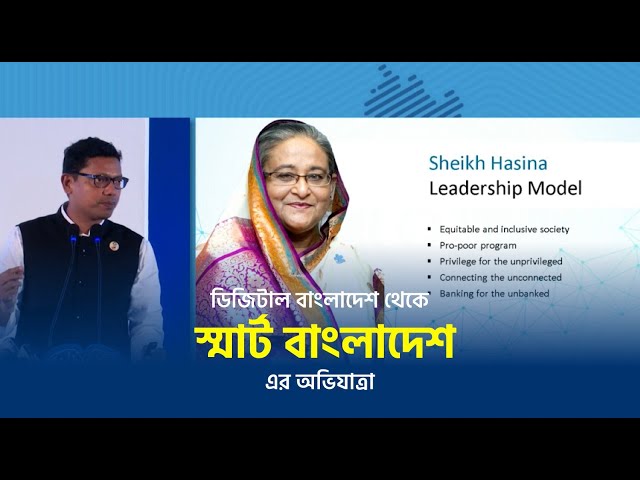 Sheikh Hasina
Leadership Model
Equitable and inclusive society
Pro-poor program
Privilege for the unprivileged
Connecting the unconnected
Banking for the unbanked
ডিজিটাল বাংলাদেশ থেকে
স্মার্ট বাংলাদেশ
এর অভিযাত্রা